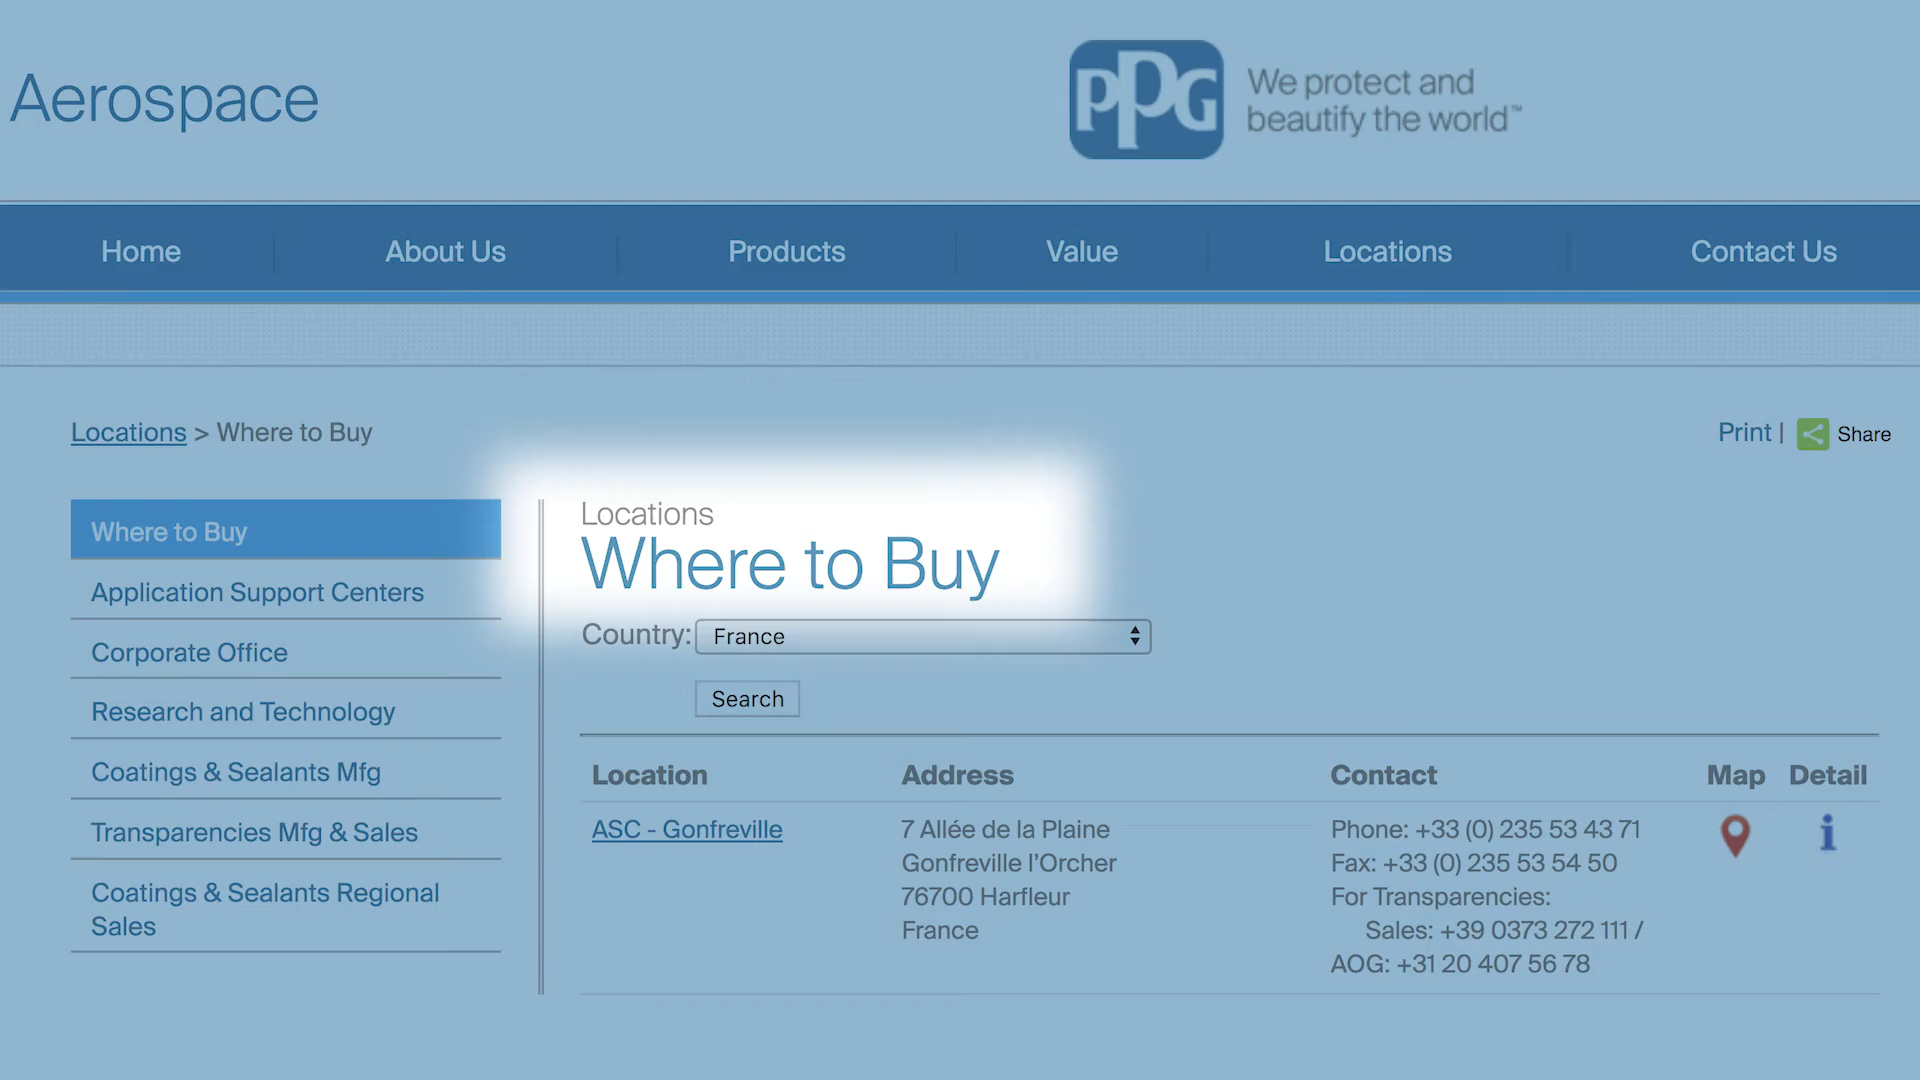 Aerospace
PPG
We protect and
beautify the world™
Home
About Us
Products
Value
Locations
Contact Us
Locations > Where to Buy
Print |
Share
Where to Buy
Application Support Centers
Corporate Office
Research and Technology
Coatings & Sealants Mfg
Transparencies Mfg & Sales
Coatings & Sealants Regional
Sales
Locations
Where to Buy
Country: France
Search
Location
Address
Contact
Map
Detail
ASC - Gonfreville
7 Allée de la Plaine
Gonfreville l’Orcher
76700 Harfleur
France
Phone: +33 (0) 235 53 43 71
Fax: +33 (0) 235 53 54 50
For Transparencies:
Sales: +39 0373 272 111 /
AOG: +31 20 407 56 78